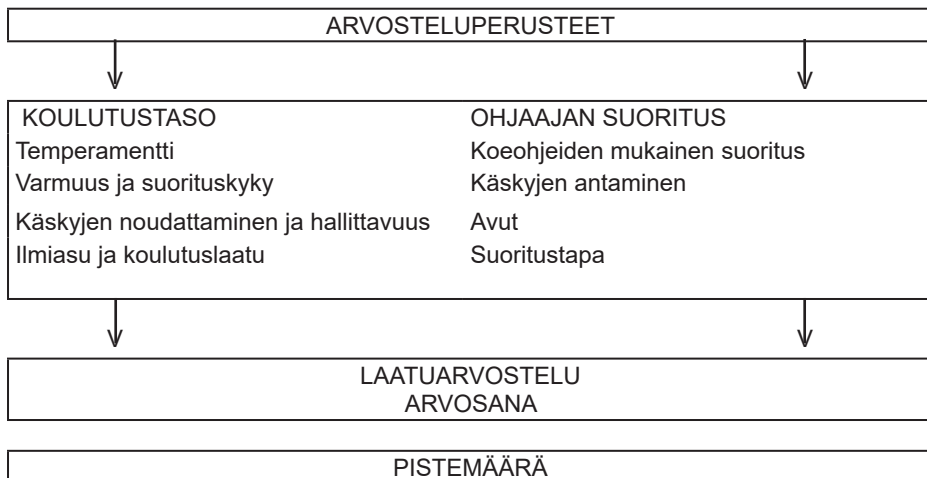 ARVOSTELUPERUSTEET
KOULUTUSTASO
Temperamentti
Varmuus ja suorituskyky
Käskyjen noudattaminen ja hallittavuus
Ilmiasu ja koulutuslaatu
OHJAAJAN SUORITUS
Koeohjeiden mukainen suoritus
Käskyjen antaminen
Avut
Suoritustapa
LAATUARVOSTELU
ARVOSANA
PISTEMÄÄRÄ